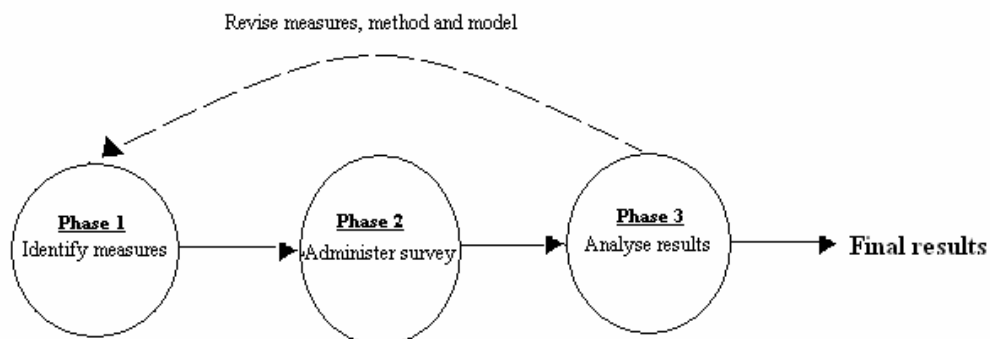 Revise measures, method and model
Phase 1
Identify measures
Phase 2
Administer survey
Phase 3
Analyse results
Final results